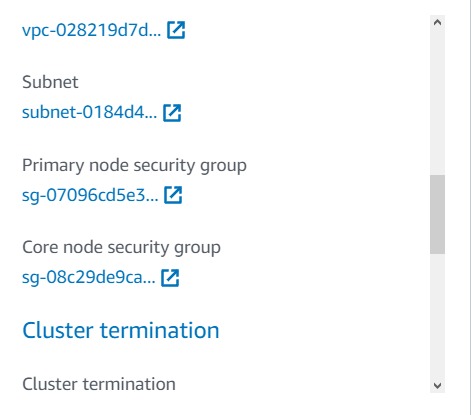 vpc-028219d7d...
Subnet
subnet-0184d4...
Primary node security group
sg-07096cd5e3...
Core node security group
sg-08c29de9ca...
Cluster termination
Cluster termination